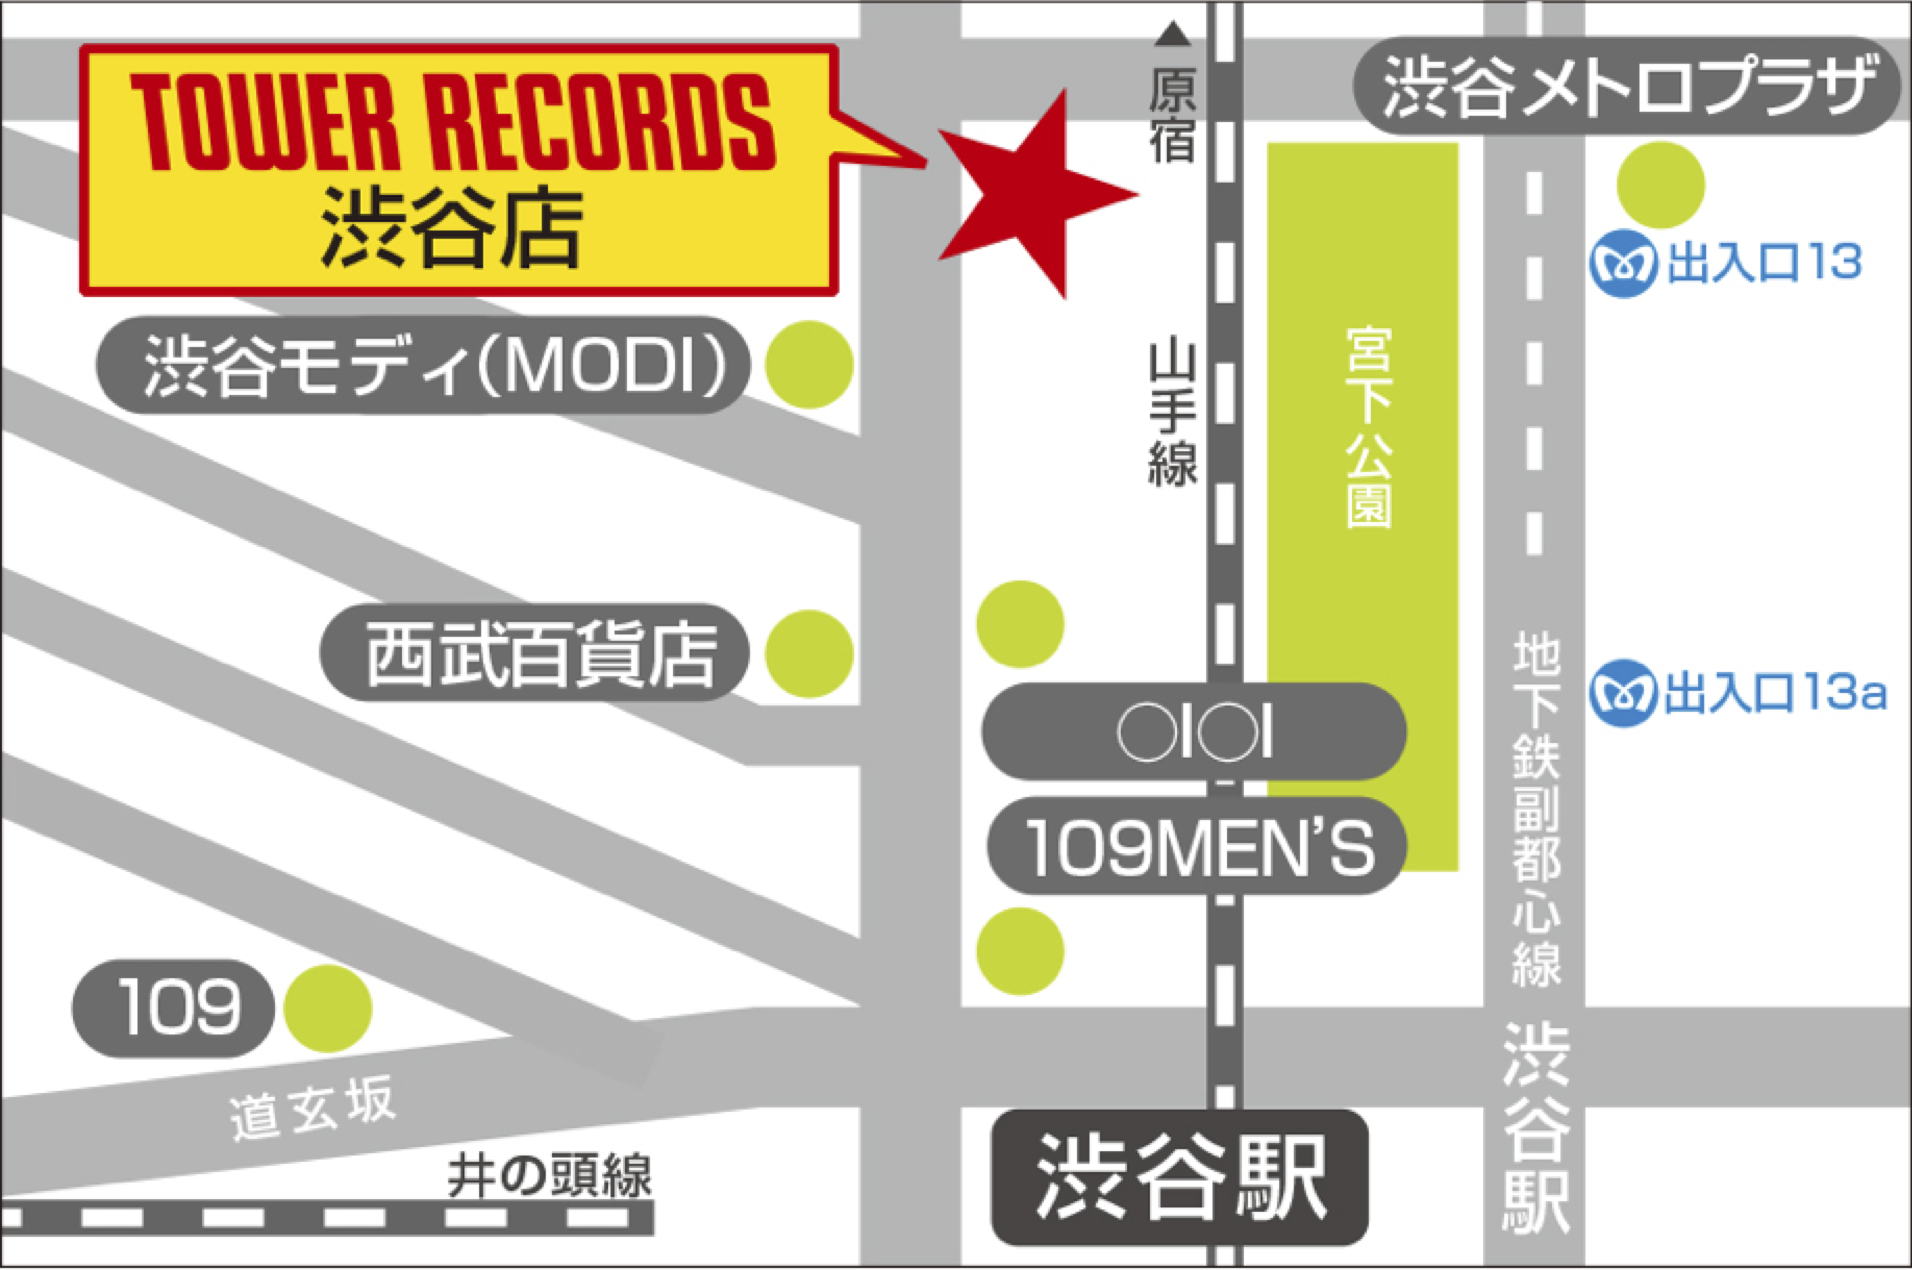 TOWER RECORDS
渋谷店
▲
原宿
渋谷メトロプラザ
出入口13
渋谷モディ(MODI)
山手線
宮下公園
西武百貨店
地下鉄副都心線
出入口13a
○I○I
109MEN'S
109
道玄坂
井の頭線
渋谷駅
渋谷駅